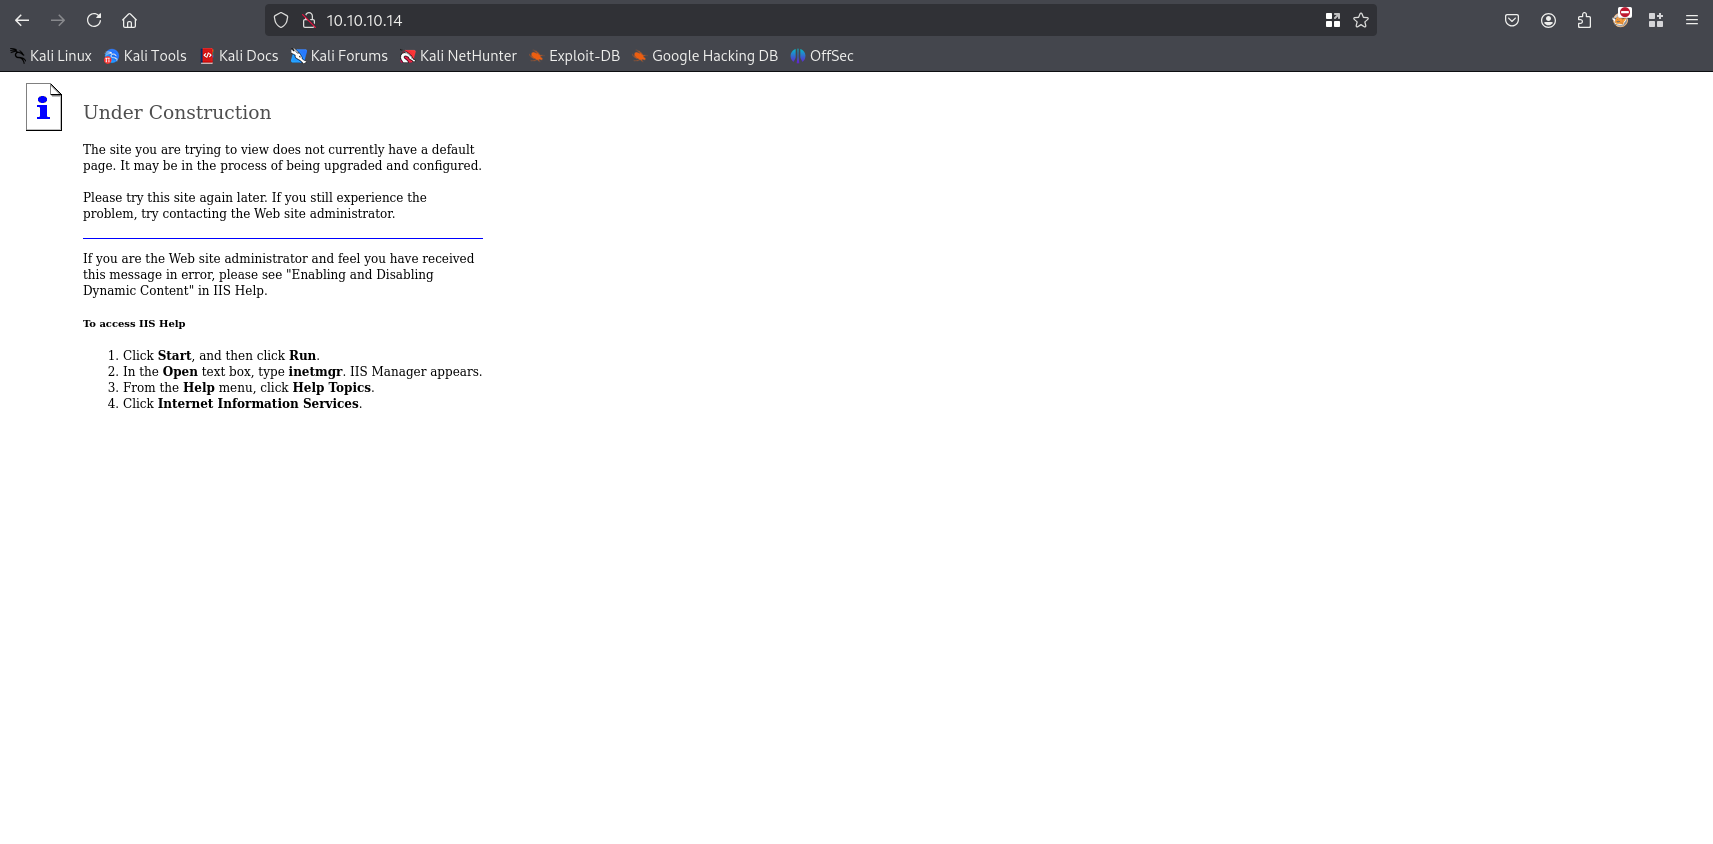 10.10.10.14
Kali Linux Kali Tools Kali Docs Kali Forums Kali NetHunter Exploit-DB Google Hacking DB OffSec
Under Construction
The site you are trying to view does not currently have a default
page. It may be in the process of being upgraded and configured.
Please try this site again later. If you still experience the
problem, try contacting the Web site administrator.
If you are the Web site administrator and feel you have received
this message in error, please see "Enabling and Disabling
Dynamic Content" in IIS Help.
To access IIS Help
1. Click Start, and then click Run.
2. In the Open text box, type inetmgr. IIS Manager appears.
3. From the Help menu, click Help Topics.
4. Click Internet Information Services.